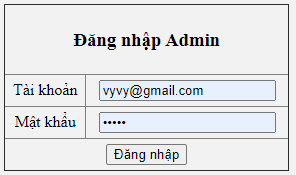 Đăng nhập Admin
Tài khoản vyvy@gmail.com
Mật khẩu •••••
Đăng nhập